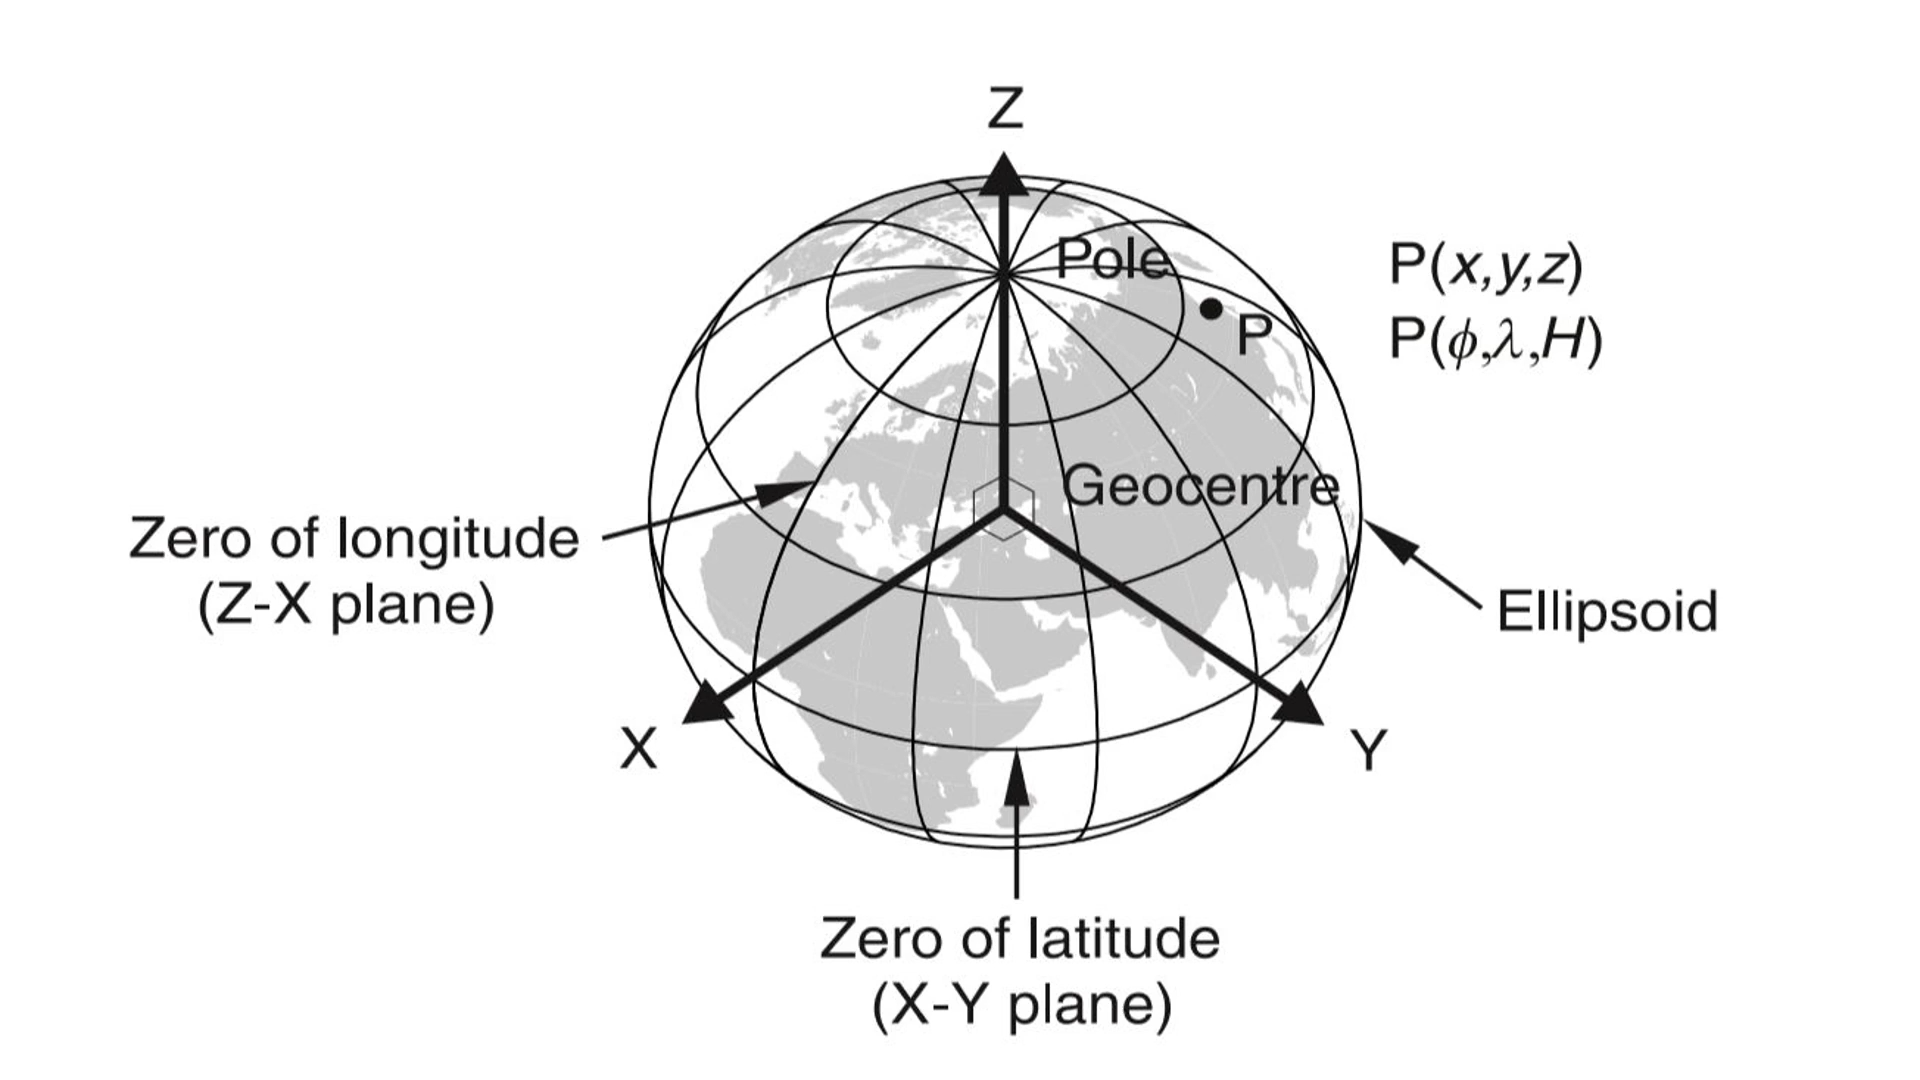 Z
Pole
P(x,y,z)
P
P(ϕ,λ,H)
Geocentre
Zero of longitude
(Z-X plane)
Ellipsoid
X
Y
Zero of latitude
(X-Y plane)